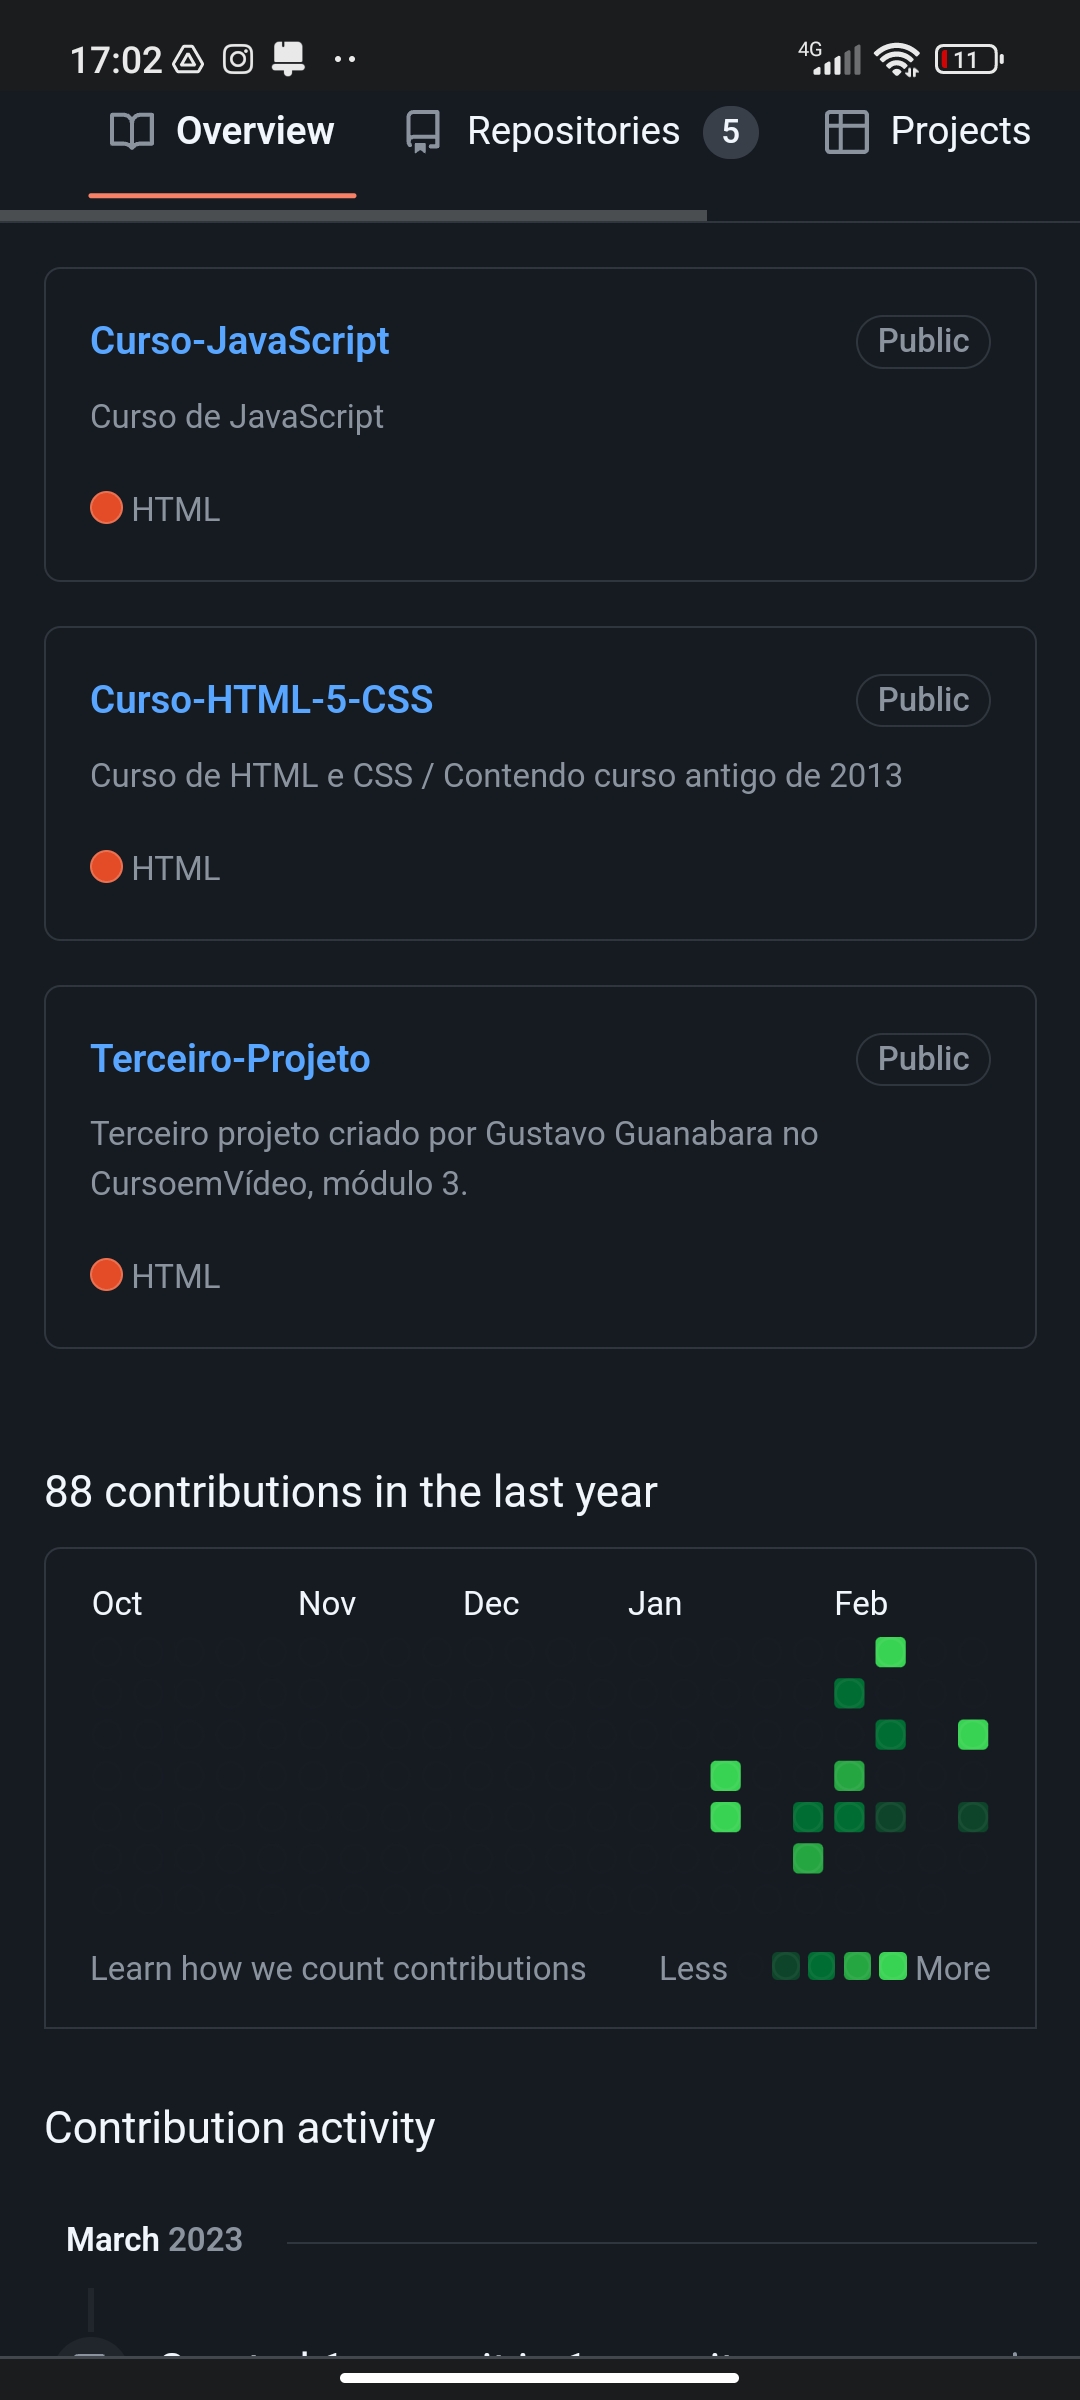 17:02
4G
11
Overview
Repositories 5
Projects
Curso-JavaScript
Public
Curso de JavaScript
HTML
Curso-HTML-5-CSS
Public
Curso de HTML e CSS / Contendo curso antigo de 2013
HTML
Terceiro-Projeto
Public
Terceiro projeto criado por Gustavo Guanabara no
CursoemVídeo, módulo 3.
HTML
88 contributions in the last year
Oct Nov Dec Jan Feb
Learn how we count contributions
Less More
Contribution activity
March 2023